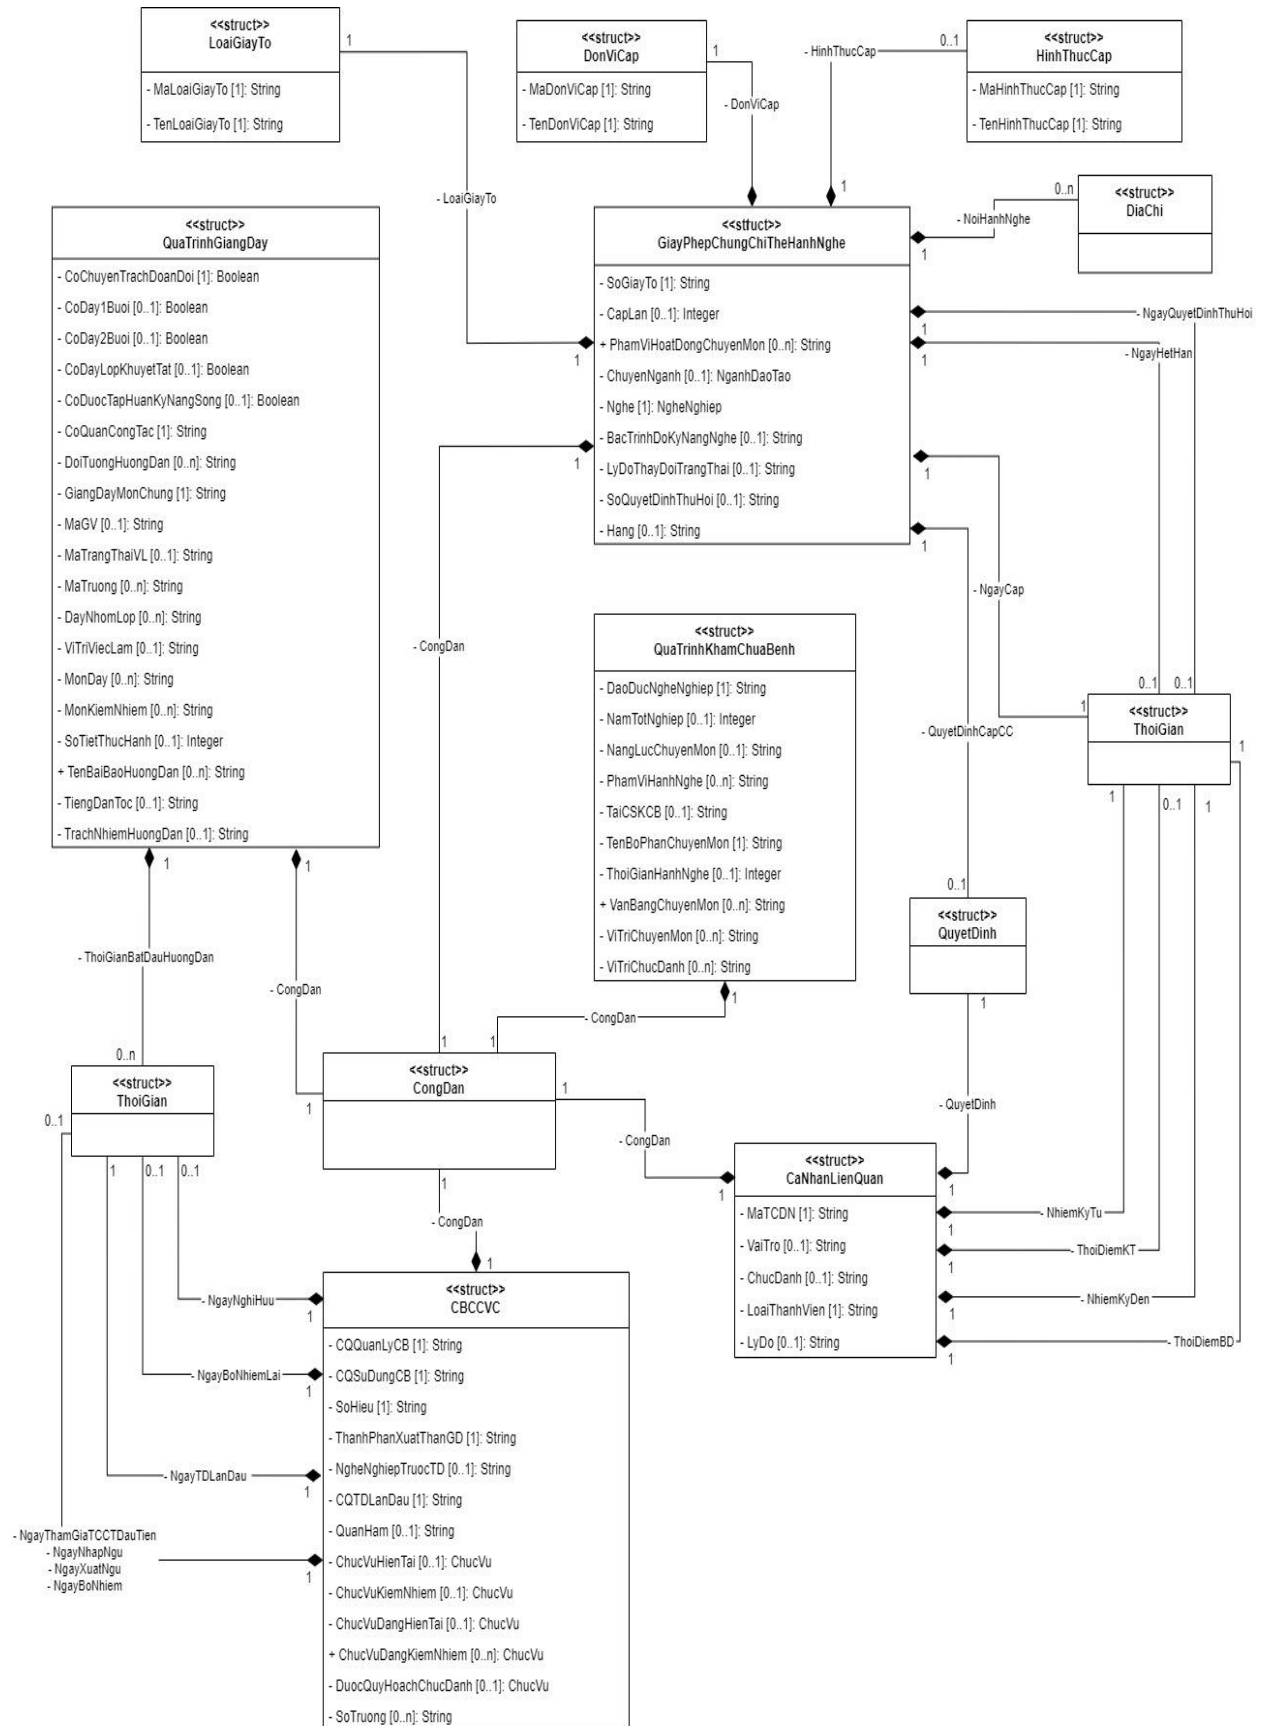 <<struct>>
LoaiGiayTo
- MaLoaiGiayTo [1]: String
- TenLoaiGiayTo [1]: String
1
<<struct>>
DonViCap
- MaDonViCap [1]: String
- TenDonViCap [1]: String
1
- DonViCap
- HinhThucCap
0..1
1
<<struct>>
HinhThucCap
- MaHinhThucCap [1]: String
- TenHinhThucCap [1]: String
- LoaiGiayTo
1
<<struct>>
DiaChi
0..n
- NoiHanhNghe
1
<<struct>>
QuaTrinhGiangDay
- CoChuyenTrachDoanDoi [1]: Boolean
- CoDay1Buoi [0..1]: Boolean
- CoDay2Buoi [0..1]: Boolean
- CoDayLopKhuyetTat [0..1]: Boolean
- CoDuocTapHuanKyNangSong [0..1]: Boolean
- CoQuanCongTac [1]: String
- DoiTuongHuongDan [0..n]: String
- GiangDayMonChung [1]: String
- MaGV [0..1]: String
- MaTrangThaiVL [0..1]: String
- MaTruong [0..n]: String
- DayNhomLop [0..n]: String
- ViTriViecLam [0..1]: String
- MonDay [0..n]: String
- MonKiemNhiem [0..n]: String
- SoTietThucHanh [0..1]: Integer
+ TenBaiBaoHuongDan [0..n]: String
- TiengDanToc [0..1]: String
- TrachNhiemHuongDan [0..1]: String
<<struct>>
GiayPhepChungChiTheHanhNghe
- SoGiayTo [1]: String
- CapLan [0..1]: Integer
+ PhamViHoatDongChuyenMon [0..n]: String
- ChuyenNganh [0..1]: NganhDaoTao
- Nghe [1]: NgheNghiep
- BacTrinhDoKyNangNghe [0..1]: String
- LyDoThayDoiTrangThai [0..1]: String
- SoQuyetDinhThuHoi [0..1]: String
- Hang [0..1]: String
- NgayQuyetDinhThuHoi
1
- NgayHetHan
1
1
1
1
- NgayCap
- CongDan
- QuyetDinhCapCC
<<struct>>
QuaTrinhKhamChuaBenh
- DaoDucNgheNghiep [1]: String
- NamTotNghiep [0..1]: Integer
- NangLucChuyenMon [0..1]: String
- PhamViHanhNghe [0..n]: String
- TaiCSKCB [0..1]: String
- TenBoPhanChuyenMon [1]: String
- ThoiGianHanhNghe [0..1]: Integer
+ VanBangChuyenMon [0..n]: String
- ViTriChuyenMon [0..n]: String
- ViTriChucDanh [0..n]: String
0..1
0..1
1
<<struct>>
ThoiGian
1
1
0..1
1
0..1
<<struct>>
QuyetDinh
1
1
1
- ThoiGianBatDauHuongDan
- CongDan
1
- CongDan
0..n
<<struct>>
ThoiGian
0..1
1
0..1
0..1
1
1
<<struct>>
CongDan
1
1
1
- CongDan
1
- QuyetDinh
<<struct>>
CaNhanLienQuan
- MaTCDN [1]: String
- VaiTro [0..1]: String
- ChucDanh [0..1]: String
- LoaiThanhVien [1]: String
- LyDo [0..1]: String
1
- NhiemKyTu
1
- ThoiDiemKT
1
- NhiemKyDen
1
- ThoiDiemBD
1
- CongDan
1
<<struct>>
CBCCVC
- CQQuanLyCB [1]: String
- CQSuDungCB [1]: String
- SoHieu [1]: String
- ThanhPhanXuatThanGD [1]: String
- NgheNghiepTruocTD [0..1]: String
- CQTDLanDau [1]: String
- QuanHam [0..1]: String
- ChucVuHienTai [0..1]: ChucVu
- ChucVuKiemNhiem [0..1]: ChucVu
- ChucVuDangHienTai [0..1]: ChucVu
+ ChucVuDangKiemNhiem [0..n]: ChucVu
- DuocQuyHoachChucDanh [0..1]: ChucVu
- SoTruong [0..n]: String
- NgayNghiHuu
1
- NgayBoNhiemLai
1
- NgayTDLanDau
1
- NgayThamGiaTCCTDauTien
- NgayNhapNgu
- NgayXuatNgu
- NgayBoNhiem
1